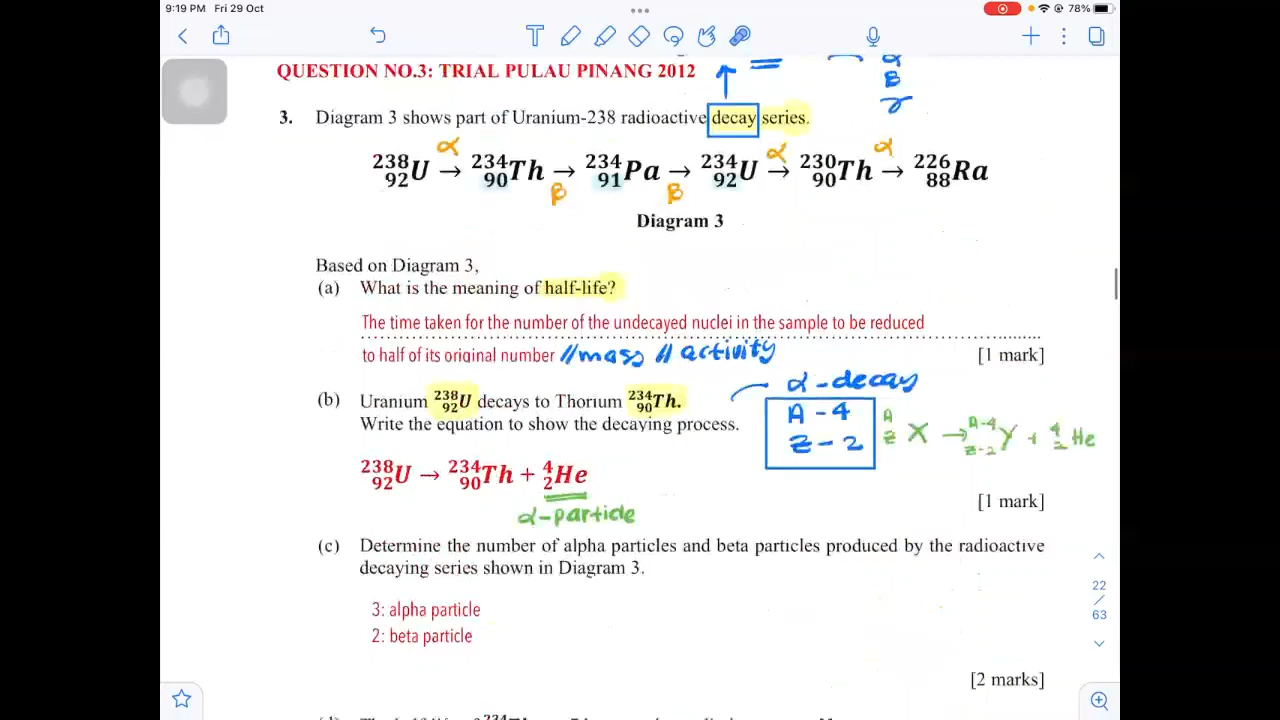 9:19 PM Fri 29 Oct
78%
α
QUESTION NO.3: TRIAL PULAU PINANG 2012
β
γ
3. Diagram 3 shows part of Uranium-238 radioactive decay series.
α α α
²³⁸₉₂U → ²³⁴₉₀Th → ²³⁴₉₁Pa → ²³⁴₉₂U → ²³⁰₉₀Th → ²²⁶₈₈Ra
β β
Diagram 3
Based on Diagram 3,
(a) What is the meaning of half-life?
The time taken for the number of the undecayed nuclei in the sample to be reduced
to half of its original number //mass // activity [1 mark]
α-decay
(b) Uranium ²³⁸₉₂U decays to Thorium ²³⁴₉₀Th.
A - 4
Write the equation to show the decaying process.
Z - 2
ᴬ_Z X → ᴬ⁻⁴_Z-2 Y + ⁴₂He
²³⁸₉₂U → ²³⁴₉₀Th + ⁴₂He
α-particle
[1 mark]
(c) Determine the number of alpha particles and beta particles produced by the radioactive
decaying series shown in Diagram 3.
3: alpha particle
2: beta particle
[2 marks]
22
/
63